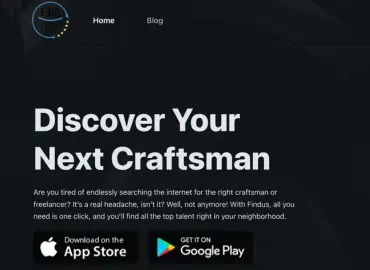 Home Blog
Discover Your
Next Craftsman
Are you tired of endlessly searching the internet for the right craftsman or
freelancer? It's a real headache, isn't it? Well, not anymore! With Findus, all you
need is one click, and you'll find all the top talent right in your neighborhood.
Download on the
App Store
GET IT ON
Google Play